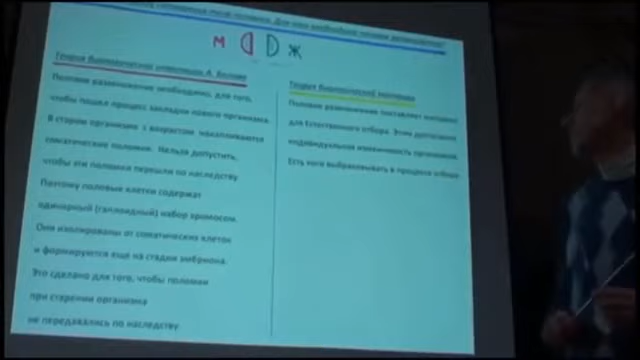 М Ж
Теория биологической
Половое размножение необходимо, для того,
чтобы пошел процесс закладки нового организма.
В старом организме с возрастом накапливаются
соматические поломки. Нельзя допустить,
чтобы эти поломки перешли по наследству
Поэтому половые клетки содержат
одинарный (гаплоидный) набор хромосом.
Они изолированы от соматических клеток
и формируются еще на стадии эмбриона.
Это сделано для того, чтобы поломки
при старении организма
не передавались по наследству
Теория биологической
Половое размножение поставляет материал
для Естественного отбора. Этим достигается
индивидуальная изменчивость организмов.
Есть кого выбраковывать в процессе отбора